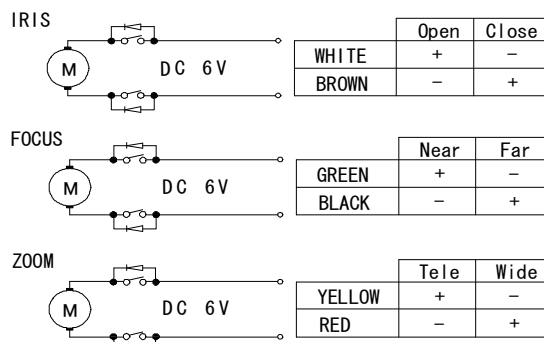 IRIS
Open Close
M DC 6V WHITE + −
BROWN − +
FOCUS
Near Far
M DC 6V GREEN + −
BLACK − +
ZOOM
Tele Wide
M DC 6V YELLOW + −
RED − +